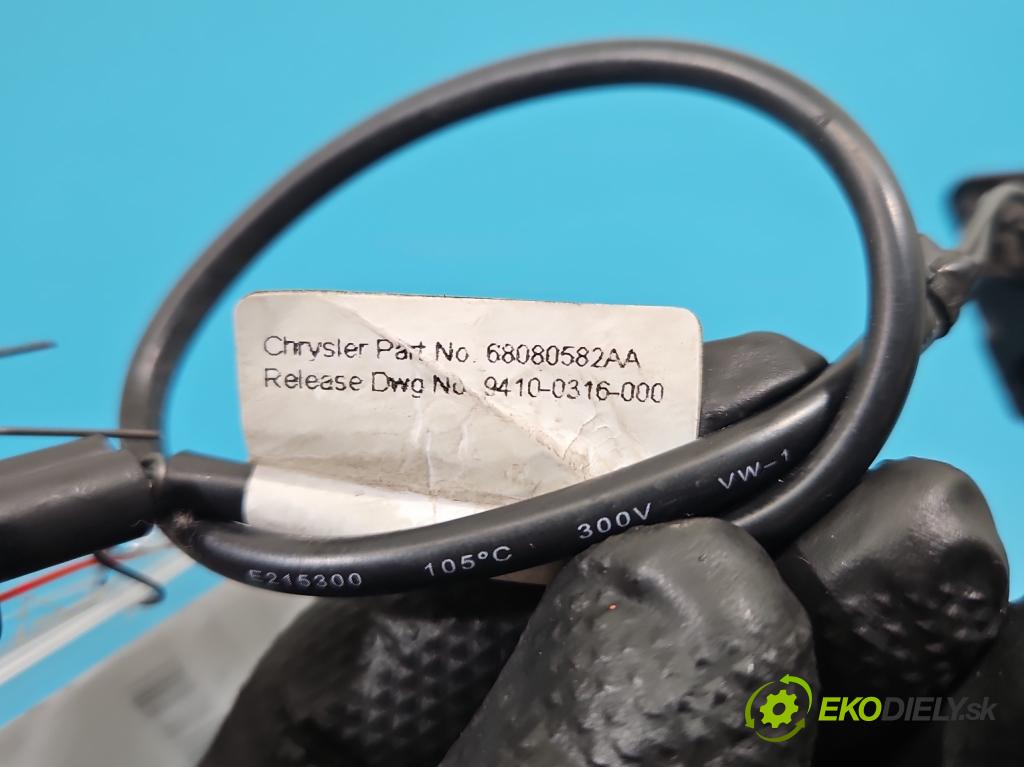 Chrysler Part No. 68080582AA
Release Dwg No. 9410-0316-000
E215300 105°C 300V VW-1
EKODIELY.sk